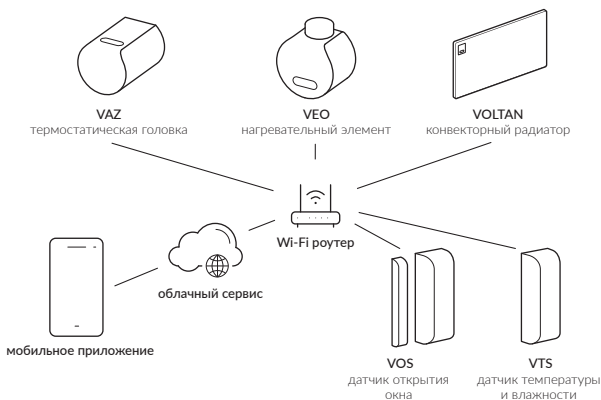 VAZ
термостатическая головка
VEO
нагревательный элемент
VOLTAN
конвекторный радиатор
Wi-Fi роутер
облачный сервис
мобильное приложение
VOS
датчик открытия
окна
VTS
датчик температуры
и влажности